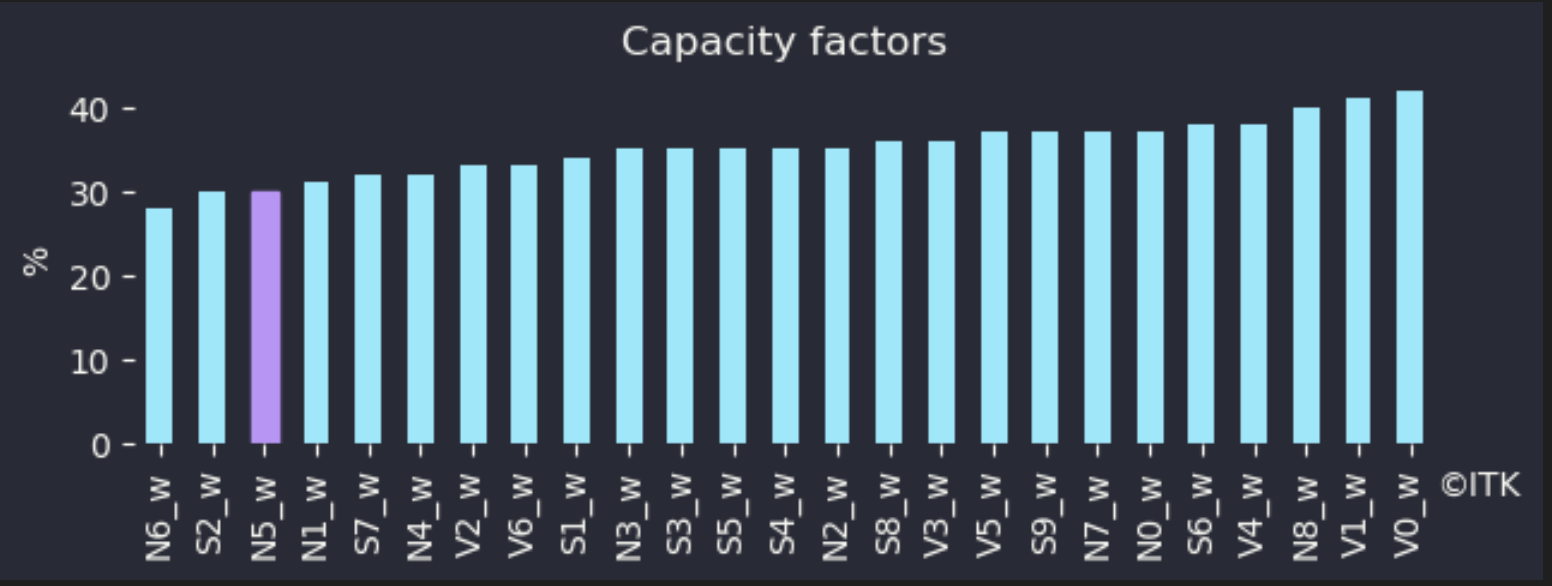 Capacity factors
40
30
20
10
0
%
N6_w
S2_w
N5_w
N1_w
S7_w
N4_w
V2_w
V6_w
S1_w
N3_w
S3_w
S5_w
S4_w
N2_w
S8_w
V3_w
V5_w
S9_w
N7_w
N0_w
S6_w
V4_w
N8_w
V1_w
V0_w
©ITK